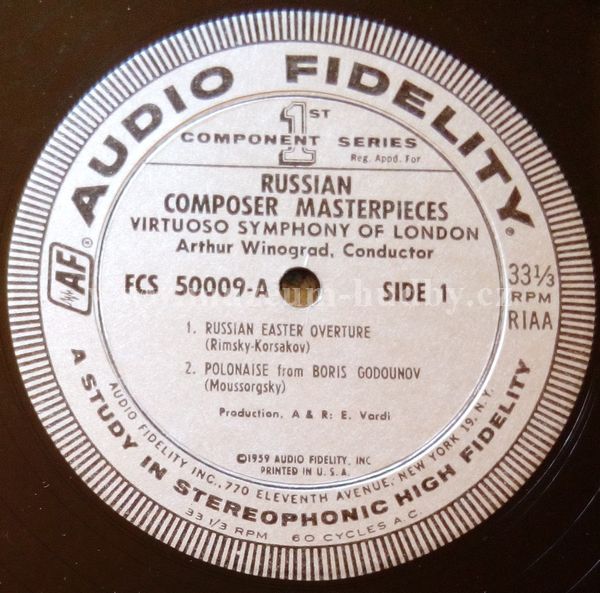 AUDIO FIDELITY®
1ST
COMPONENT SERIES
Reg. Appd. For
RUSSIAN
COMPOSER MASTERPIECES
VIRTUOSO SYMPHONY OF LONDON
Arthur Winograd, Conductor
AF®
FCS 50009-A SIDE 1
33 1/3
RPM
RIAA
1. RUSSIAN EASTER OVERTURE
(Rimsky-Korsakov)
2. POLONAISE from BORIS GODOUNOV
(Moussorgsky)
Production, A & R: E. Vardi
©1959 AUDIO FIDELITY, INC
PRINTED IN U.S.A.
AUDIO FIDELITY INC., 770 ELEVENTH AVENUE, NEW YORK 19, N.Y.
A STUDY IN STEREOPHONIC HIGH FIDELITY
33 1/3 RPM 60 CYCLES A.C.